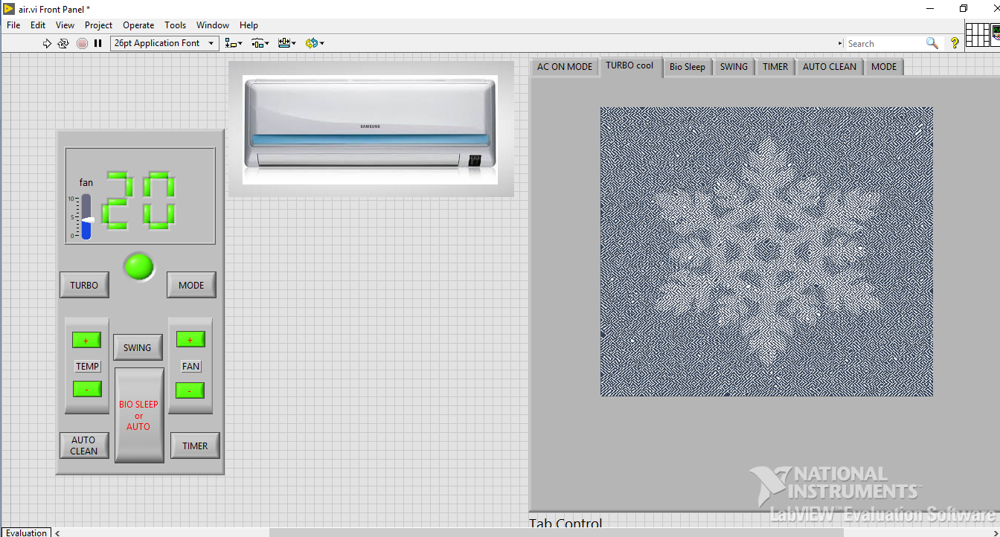 air.vi Front Panel *
File Edit View Project Operate Tools Window Help
26pt Application Font
Search
AC ON MODE TURBO cool Bio Sleep SWING TIMER AUTO CLEAN MODE
SAMSUNG
fan
10
5
0
20
TURBO
MODE
+
TEMP
-
SWING
+
FAN
-
BIO SLEEP
or
AUTO
AUTO
CLEAN
TIMER
NATIONAL
INSTRUMENTS™
LabVIEW™ Evaluation Software
Tab Control
Evaluation